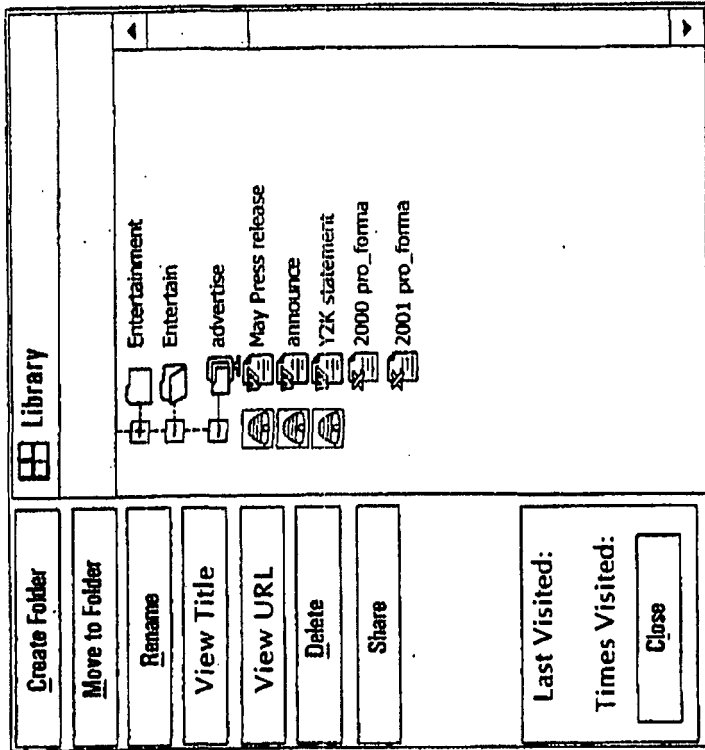 Library
Create Folder
Move to Folder
Rename
View Title
View URL
Delete
Share
Last Visited:
Times Visited:
Close
Entertainment
Entertain
advertise
May Press release
announce
Y2K statement
2000 pro_forma
2001 pro_forma